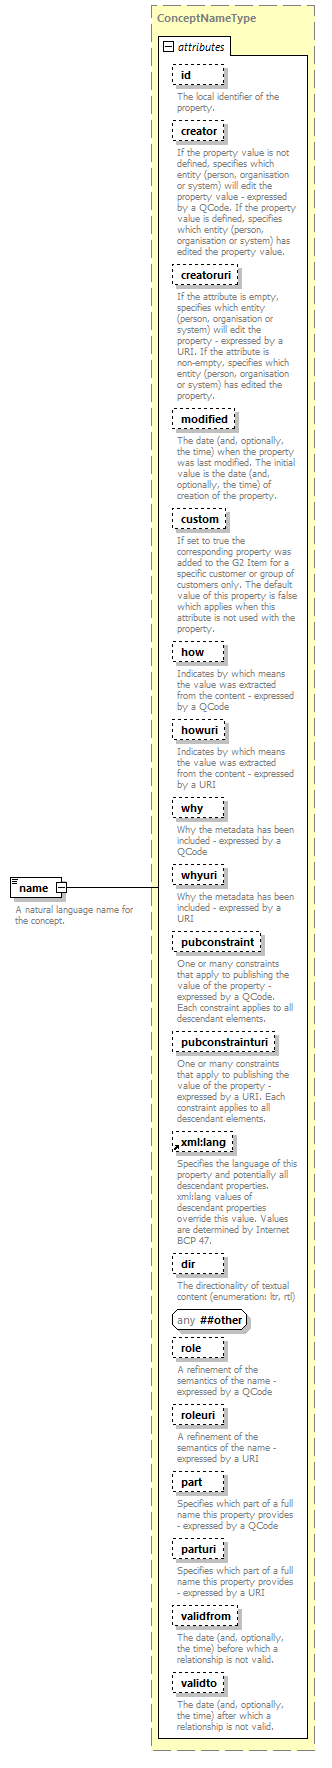 ConceptNameType
attributes
id
The local identifier of the
property.
creator
If the property value is not
defined, specifies which
entity (person, organisation
or system) will edit the
property value - expressed
by a QCode. If the property
value is defined, specifies
which entity (person,
organisation or system) has
edited the property value.
creatoruri
If the attribute is empty,
specifies which entity
(person, organisation or
system) will edit the
property - expressed by a
URI. If the attribute is
non-empty, specifies which
entity (person, organisation
or system) has edited the
property.
modified
The date (and, optionally,
the time) when the property
was last modified. The initial
value is the date (and,
optionally, the time) of
creation of the property.
custom
If set to true the
corresponding property was
added to the G2 Item for a
specific customer or group of
customers only. The default
value of this property is false
which applies when this
attribute is not used with the
property.
how
Indicates by which means
the value was extracted
from the content - expressed
by a QCode
howuri
Indicates by which means
the value was extracted
from the content - expressed
by a URI
why
Why the metadata has been
included - expressed by a
QCode
whyuri
Why the metadata has been
included - expressed by a
URI
name
A natural language name for
the concept.
pubconstraint
One or many constraints
that apply to publishing the
value of the property -
expressed by a QCode.
Each constraint applies to all
descendant elements.
pubconstrainturi
One or many constraints
that apply to publishing the
value of the property -
expressed by a URI. Each
constraint applies to all
descendant elements.
xml:lang
Specifies the language of this
property and potentially all
descendant properties.
xml:lang values of
descendant properties
override this value. Values
are determined by Internet
BCP 47.
dir
The directionality of textual
content (enumeration: ltr, rtl)
any ##other
role
A refinement of the
semantics of the name -
expressed by a QCode
roleuri
A refinement of the
semantics of the name -
expressed by a URI
part
Specifies which part of a full
name this property provides
- expressed by a QCode
parturi
Specifies which part of a full
name this property provides
- expressed by a URI
validfrom
The date (and, optionally,
the time) before which a
relationship is not valid.
validto
The date (and, optionally,
the time) after which a
relationship is not valid.